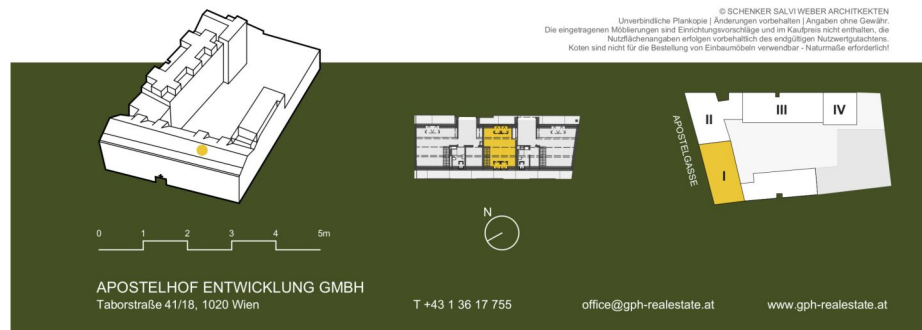 © SCHENKER SALVI WEBER ARCHITKEKTEN
Unverbindliche Plankopie | Änderungen vorbehalten | Angaben ohne Gewähr.
Die eingetragenen Möblierungen sind Einrichtungsvorschläge und im Kaufpreis nicht enthalten, die
Nutzflächenangaben erfolgen vorbehaltlich des endgültigen Nutzwertgutachtens.
Koten sind nicht für die Bestellung von Einbaumöbeln verwendbar - Naturmaße erforderlich!
II
III
IV
APOSTELGASSE
I
N
0 1 2 3 4 5m
APOSTELHOF ENTWICKLUNG GMBH
Taborstraße 41/18, 1020 Wien
T +43 1 36 17 755
office@gph-realestate.at
www.gph-realestate.at